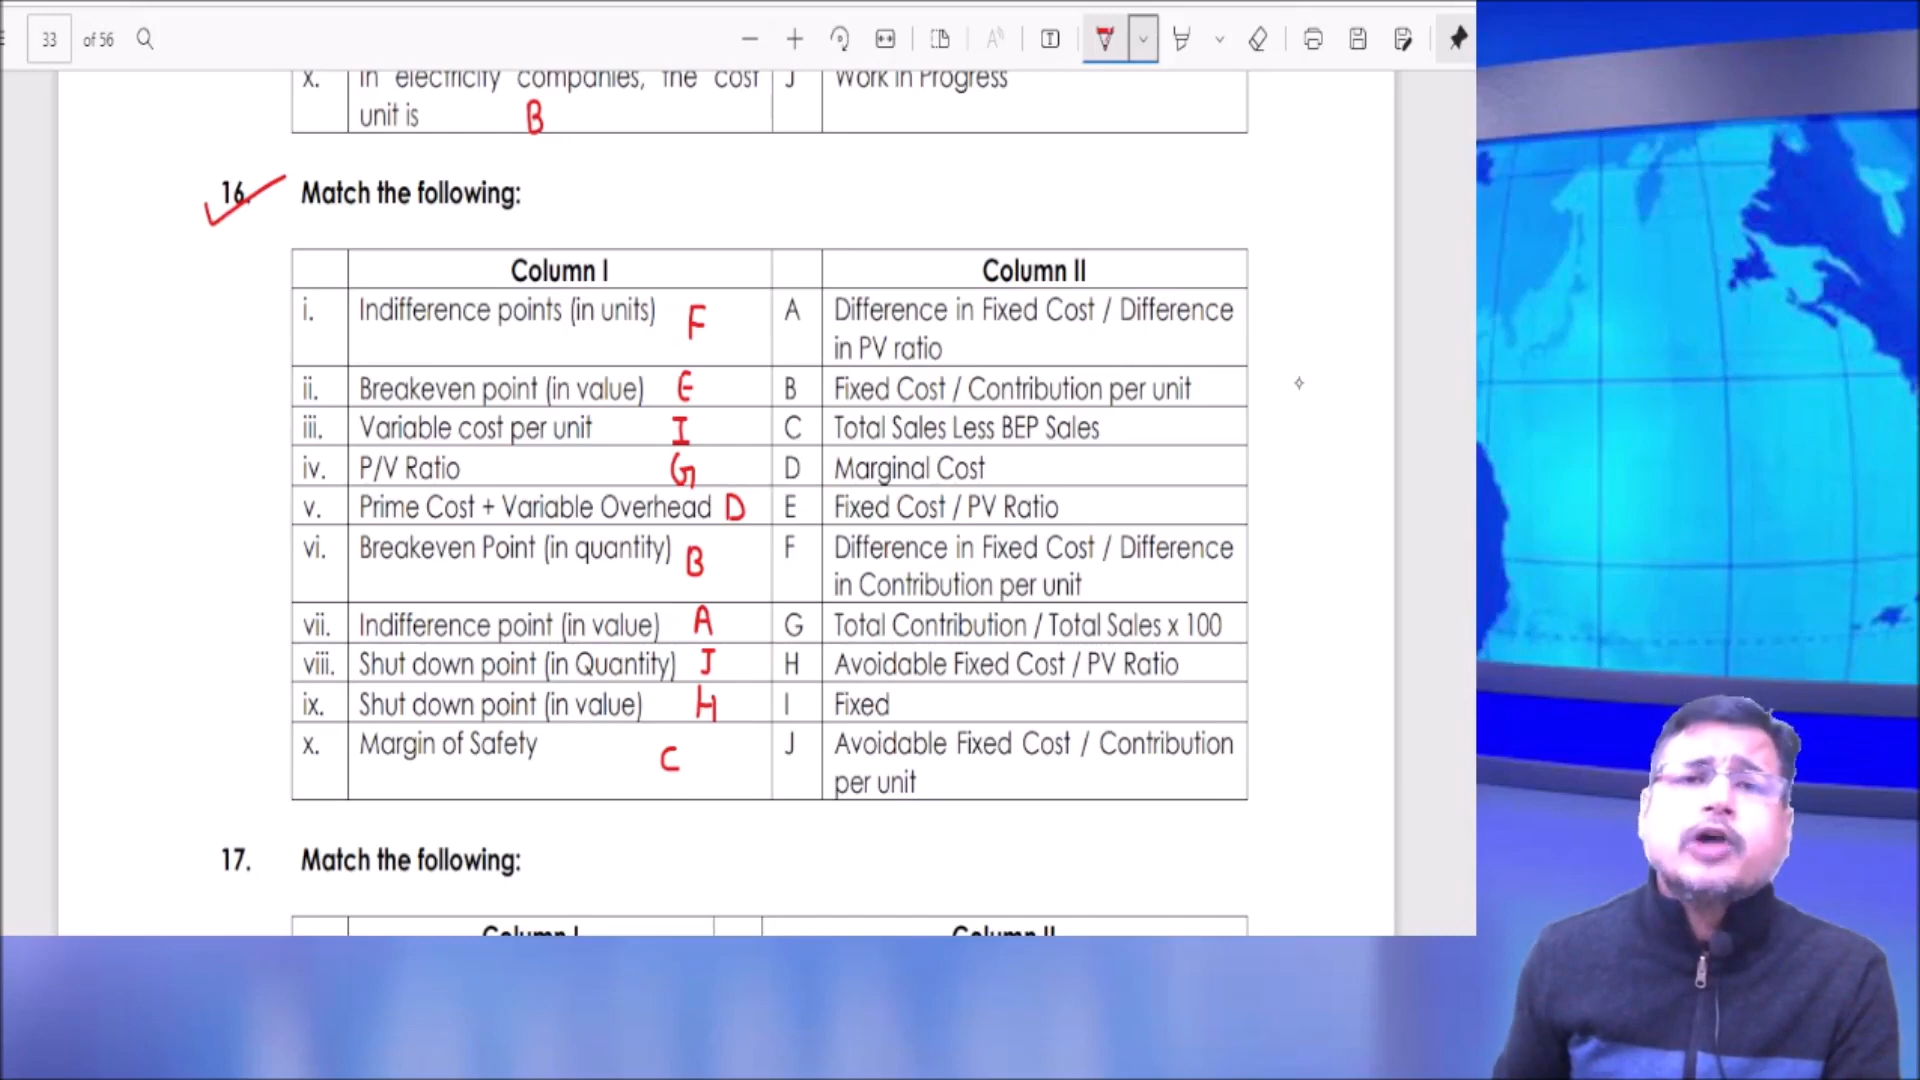 33 of 56
x. In electricity companies, the cost J Work in Progress
unit is B
16. Match the following:
Column I Column II
i. Indifference points (in units) F A Difference in Fixed Cost / Difference
in PV ratio
ii. Breakeven point (in value) E B Fixed Cost / Contribution per unit
iii. Variable cost per unit I C Total Sales Less BEP Sales
iv. P/V Ratio G D Marginal Cost
v. Prime Cost + Variable Overhead D E Fixed Cost / PV Ratio
vi. Breakeven Point (in quantity) B F Difference in Fixed Cost / Difference
in Contribution per unit
vii. Indifference point (in value) A G Total Contribution / Total Sales x 100
viii. Shut down point (in Quantity) J H Avoidable Fixed Cost / PV Ratio
ix. Shut down point (in value) H I Fixed
x. Margin of Safety C J Avoidable Fixed Cost / Contribution
per unit
17. Match the following:
Column I Column II